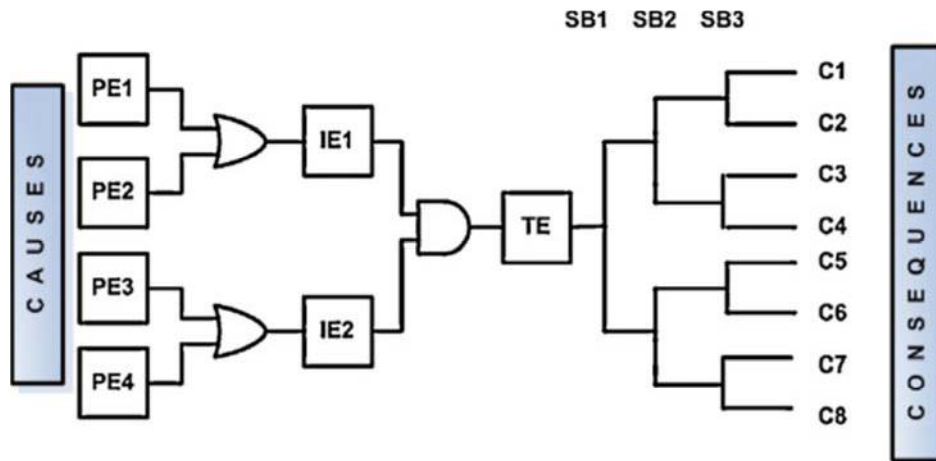 SB1 SB2 SB3
CAUSES
PE1
PE2
PE3
PE4
IE1
IE2
TE
C1
C2
C3
C4
C5
C6
C7
C8
CONSEQUENCES